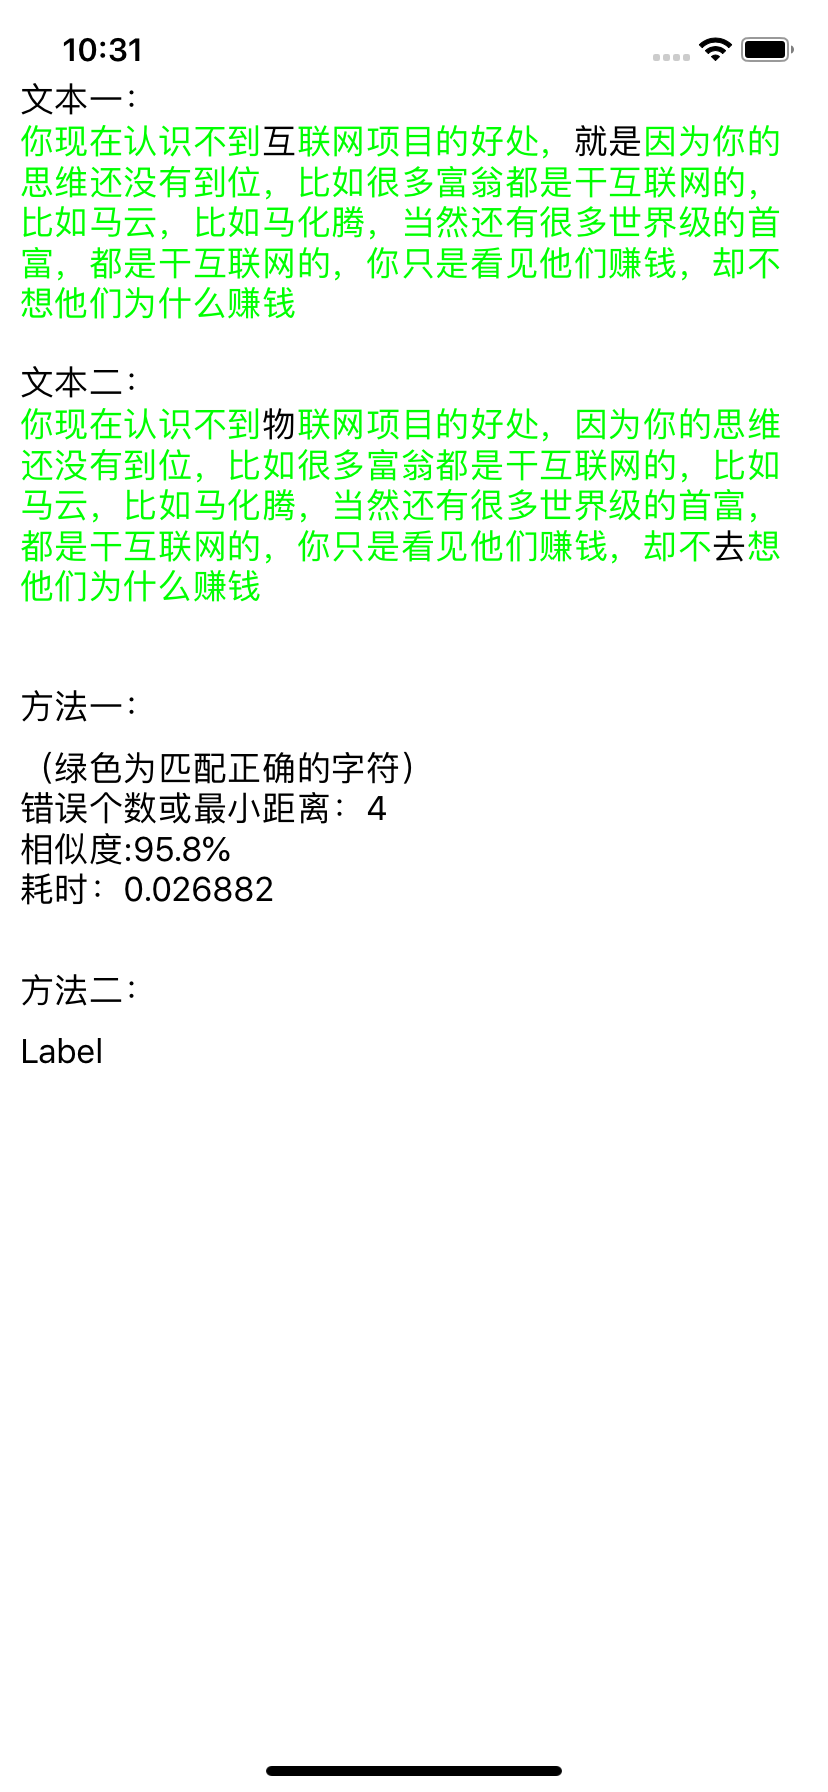 10:31
文本一：
你现在认识不到互联网项目的好处，就是因为你的
思维还没有到位，比如很多富翁都是干互联网的，
比如马云，比如马化腾，当然还有很多世界级的首
富，都是干互联网的，你只是看见他们赚钱，却不
想他们为什么赚钱
文本二：
你现在认识不到物联网项目的好处，因为你的思维
还没有到位，比如很多富翁都是干互联网的，比如
马云，比如马化腾，当然还有很多世界级的首富，
都是干互联网的，你只是看见他们赚钱，却不去想
他们为什么赚钱
方法一：
（绿色为匹配正确的字符）
错误个数或最小距离：4
相似度:95.8%
耗时：0.026882
方法二：
Label